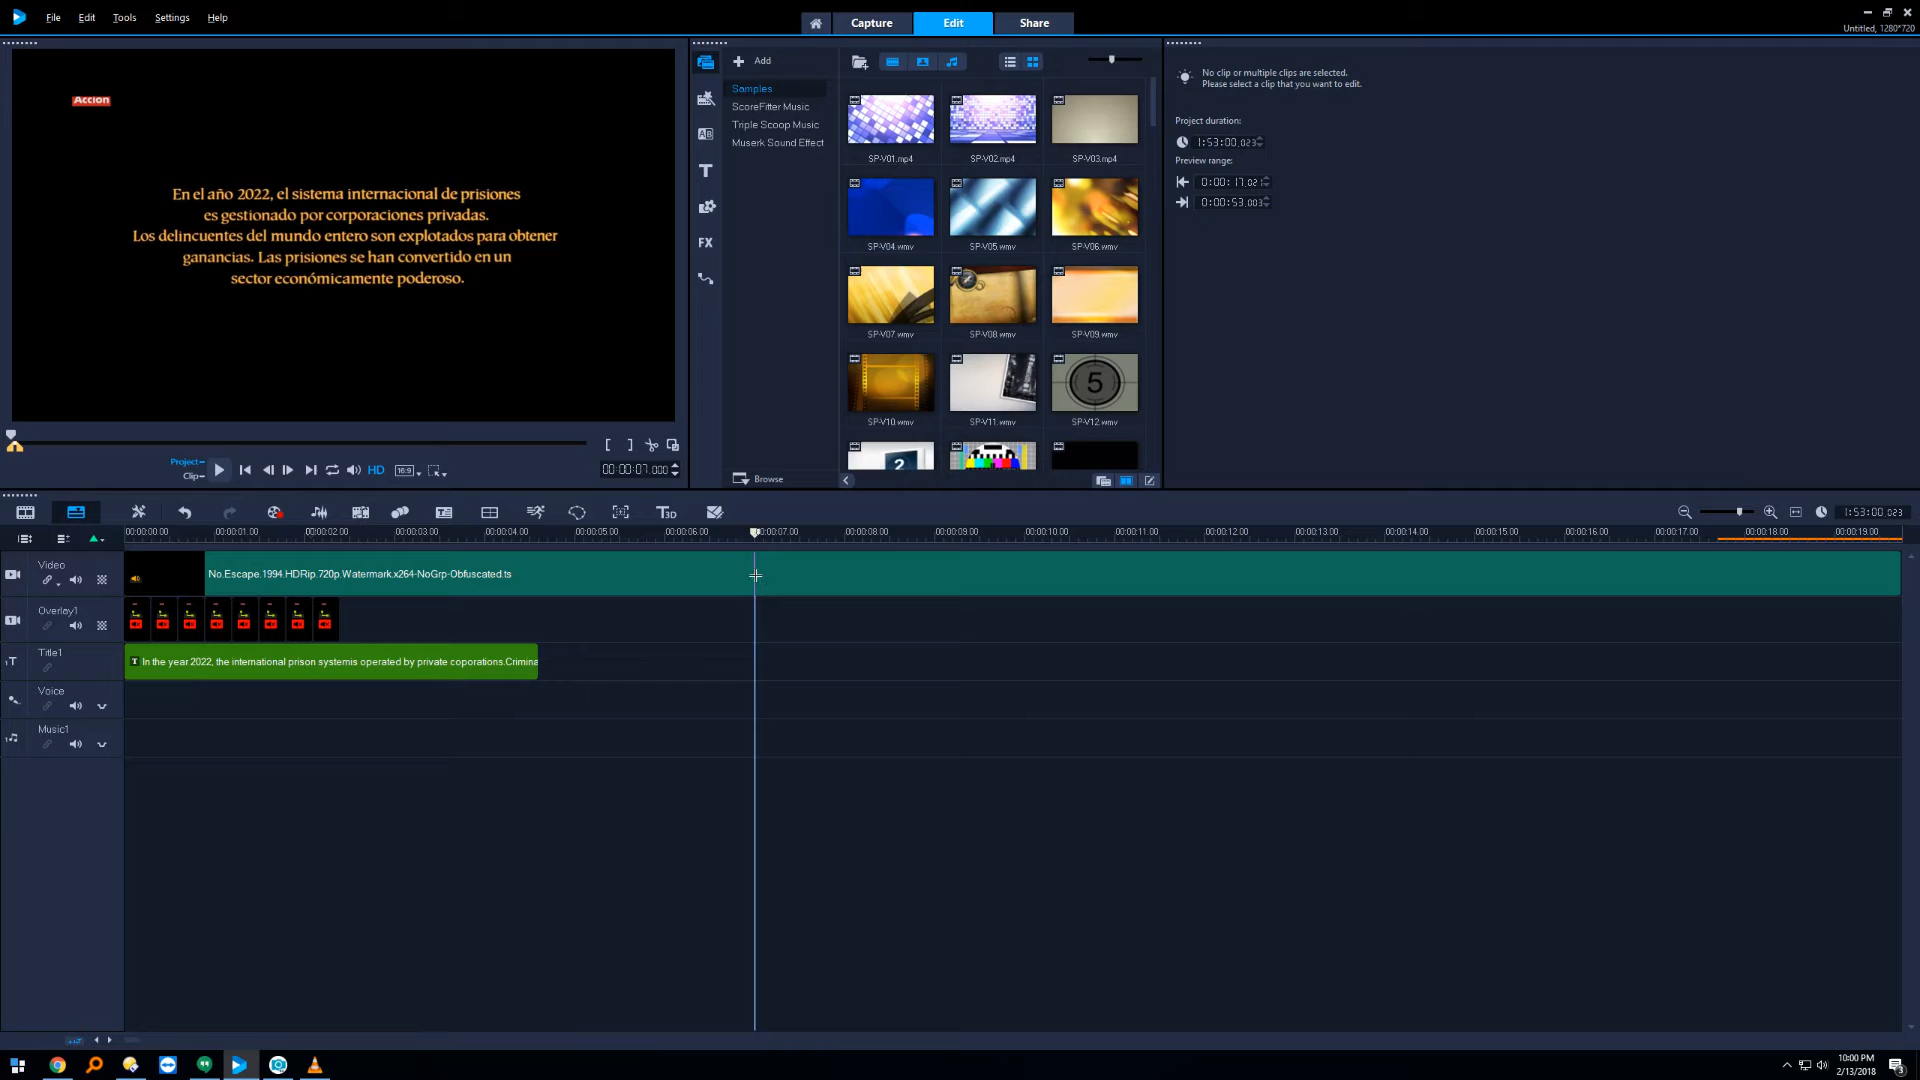 File Edit Tools Settings Help
Capture Edit Share
Untitled, 1280*720
Accion
En el año 2022, el sistema internacional de prisiones
es gestionado por corporaciones privadas.
Los delincuentes del mundo entero son explotados para obtener
ganancias. Las prisiones se han convertido en un
sector económicamente poderoso.
Project
Clip
HD
16:9
00:00:07.000
Add
Samples
ScoreFitter Music
Triple Scoop Music
Muserk Sound Effect
Browse
AB
T
FX
SP-V01.mp4 SP-V02.mp4 SP-V03.mp4
SP-V04.wmv SP-V05.wmv SP-V06.wmv
SP-V07.wmv SP-V08.wmv SP-V09.wmv
5
SP-V10.wmv SP-V11.wmv SP-V12.wmv
2
No clip or multiple clips are selected.
Please select a clip that you want to edit.
Project duration:
1:53:00.023
Preview range:
0:00:17.021
0:00:53.003
T3D
1:53:00.023
00:00:00.00 00:00:01.00 00:00:02.00 00:00:03.00 00:00:04.00 00:00:05.00 00:00:06.00 00:00:07.00 00:00:08.00 00:00:09.00 00:00:10.00 00:00:11.00 00:00:12.00 00:00:13.00 00:00:14.00 00:00:15.00 00:00:16.00 00:00:17.00 00:00:18.00 00:00:19.00
Video
No.Escape.1994.HDRip.720p.Watermark.x264-NoGrp-Obfuscated.ts
Overlay1
Title1
T In the year 2022, the international prison systemis operated by private coporations.Crimina
Voice
Music1
10:00 PM
2/13/2018
3